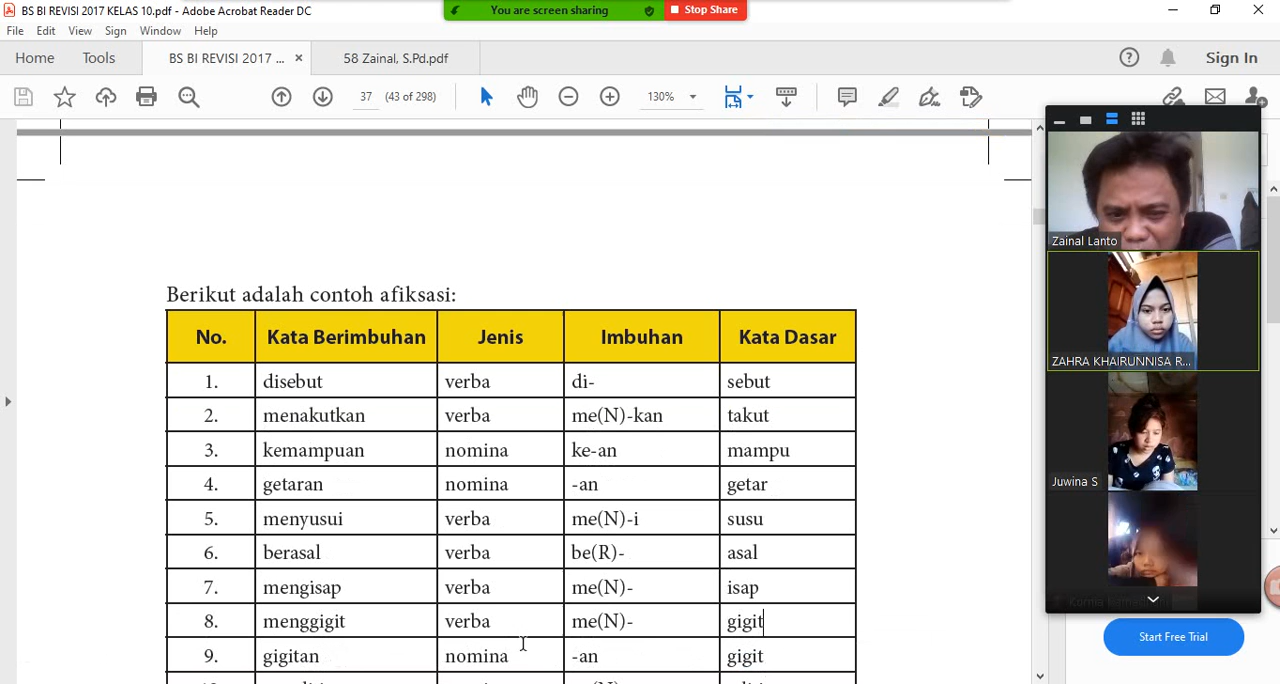 BS BI REVISI 2017 KELAS 10.pdf - Adobe Acrobat Reader DC
You are screen sharing
Stop Share
File Edit View Sign Window Help
Home Tools BS BI REVISI 2017 ... × 58 Zainal, S.Pd.pdf Sign In
37 (43 of 298) 130%
Zainal Lanto
ZAHRA KHAIRUNNISA R...
Juwina S
Berikut adalah contoh afiksasi:
No. Kata Berimbuhan Jenis Imbuhan Kata Dasar
1. disebut verba di- sebut
2. menakutkan verba me(N)-kan takut
3. kemampuan nomina ke-an mampu
4. getaran nomina -an getar
5. menyusui verba me(N)-i susu
6. berasal verba be(R)- asal
7. mengisap verba me(N)- isap
8. menggigit verba me(N)- gigit
9. gigitan nomina -an gigit
Start Free Trial